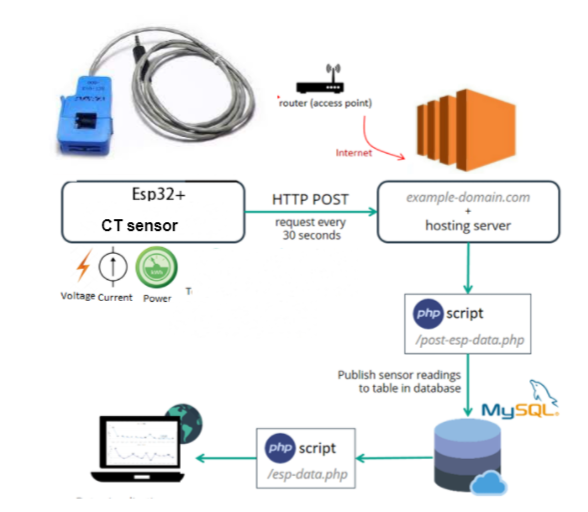 router (access point)
Internet
Esp32+
CT sensor
HTTP POST
request every
30 seconds
example-domain.com
+
hosting server
Voltage Current Power
php script
/post-esp-data.php
Publish sensor readings
to table in database
MySQL
php script
/esp-data.php